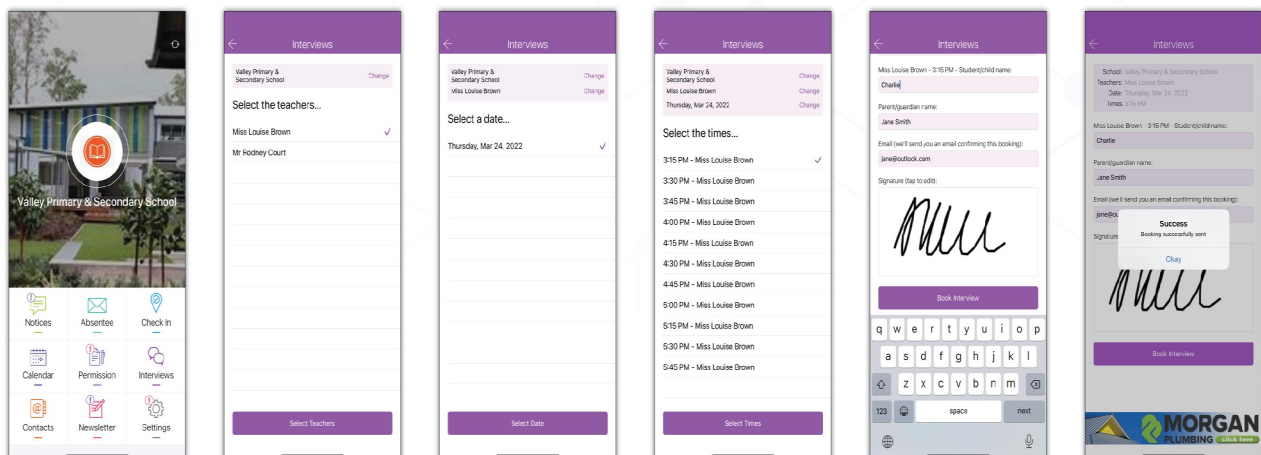 Valley Primary & Secondary School
Notices
Absentee
Check In
Calendar
Permission
Interviews
Contacts
Newsletter
Settings
Interviews
Valley Primary &
Secondary School
Change
Select the teachers...
Miss Louise Brown
Mr Rodney Court
Select Teachers
Interviews
Valley Primary &
Secondary School
Change
Miss Louise Brown
Change
Select a date...
Thursday, Mar 24, 2022
Select Date
Interviews
Valley Primary &
Secondary School
Change
Miss Louise Brown
Change
Thursday, Mar 24, 2022
Change
Select the times...
3:15 PM - Miss Louise Brown
3:30 PM - Miss Louise Brown
3:45 PM - Miss Louise Brown
4:00 PM - Miss Louise Brown
4:15 PM - Miss Louise Brown
4:30 PM - Miss Louise Brown
4:45 PM - Miss Louise Brown
5:00 PM - Miss Louise Brown
5:15 PM - Miss Louise Brown
5:30 PM - Miss Louise Brown
5:45 PM - Miss Louise Brown
Select Times
Interviews
Miss Louise Brown - 3:15 PM - Student/child name:
Charlie
Parent/guardian name:
Jane Smith
Email (we'll send you an email confirming this booking):
jane@outlook.com
Signature (tap to edit):
Book Interview
q w e r t y u i o p
a s d f g h j k l
z x c v b n m
123 space next
Interviews
School: Valley Primary & Secondary School
Teachers: Miss Louise Brown
Date: Thursday, Mar 24, 2022
Times 3:15 PM
Miss Louise Brown 3:15 PM Student/child name:
Charlie
Parent/guardian name:
Jane Smith
Email (we'll send you an email confirming this booking):
jane@ou
Signature
Success
Booking successfully sent
Okay
Book Interview
MORGAN
PLUMBING click here